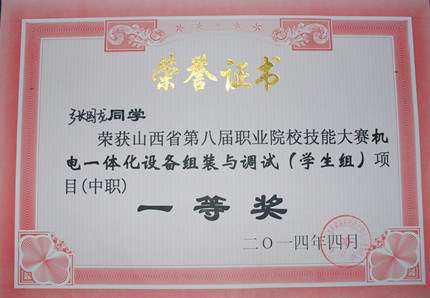 荣誉证书
张国龙同学
荣获山西省第八届职业院校技能大赛机
电一体化设备组装与调试(学生组)项
目(中职)
一等奖
二〇一四年四月